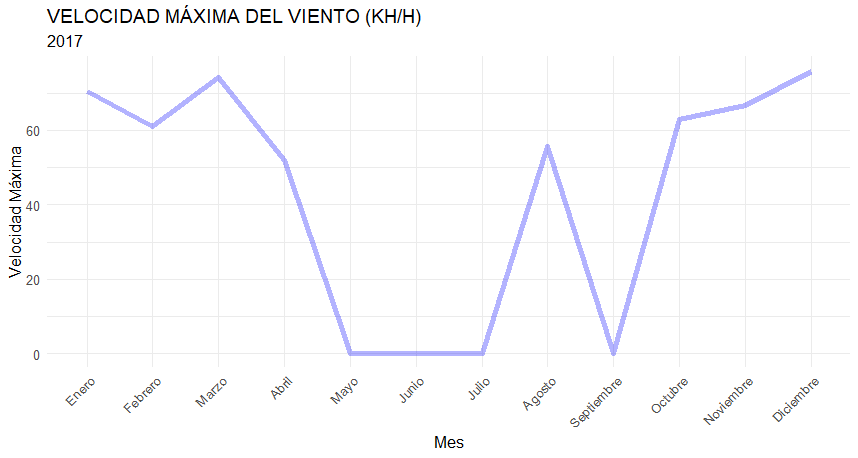 VELOCIDAD MÁXIMA DEL VIENTO (KH/H)
2017
Velocidad Máxima
60
40
20
0
Enero
Febrero
Marzo
Abril
Mayo
Junio
Julio
Agosto
Septiembre
Octubre
Noviembre
Diciembre
Mes